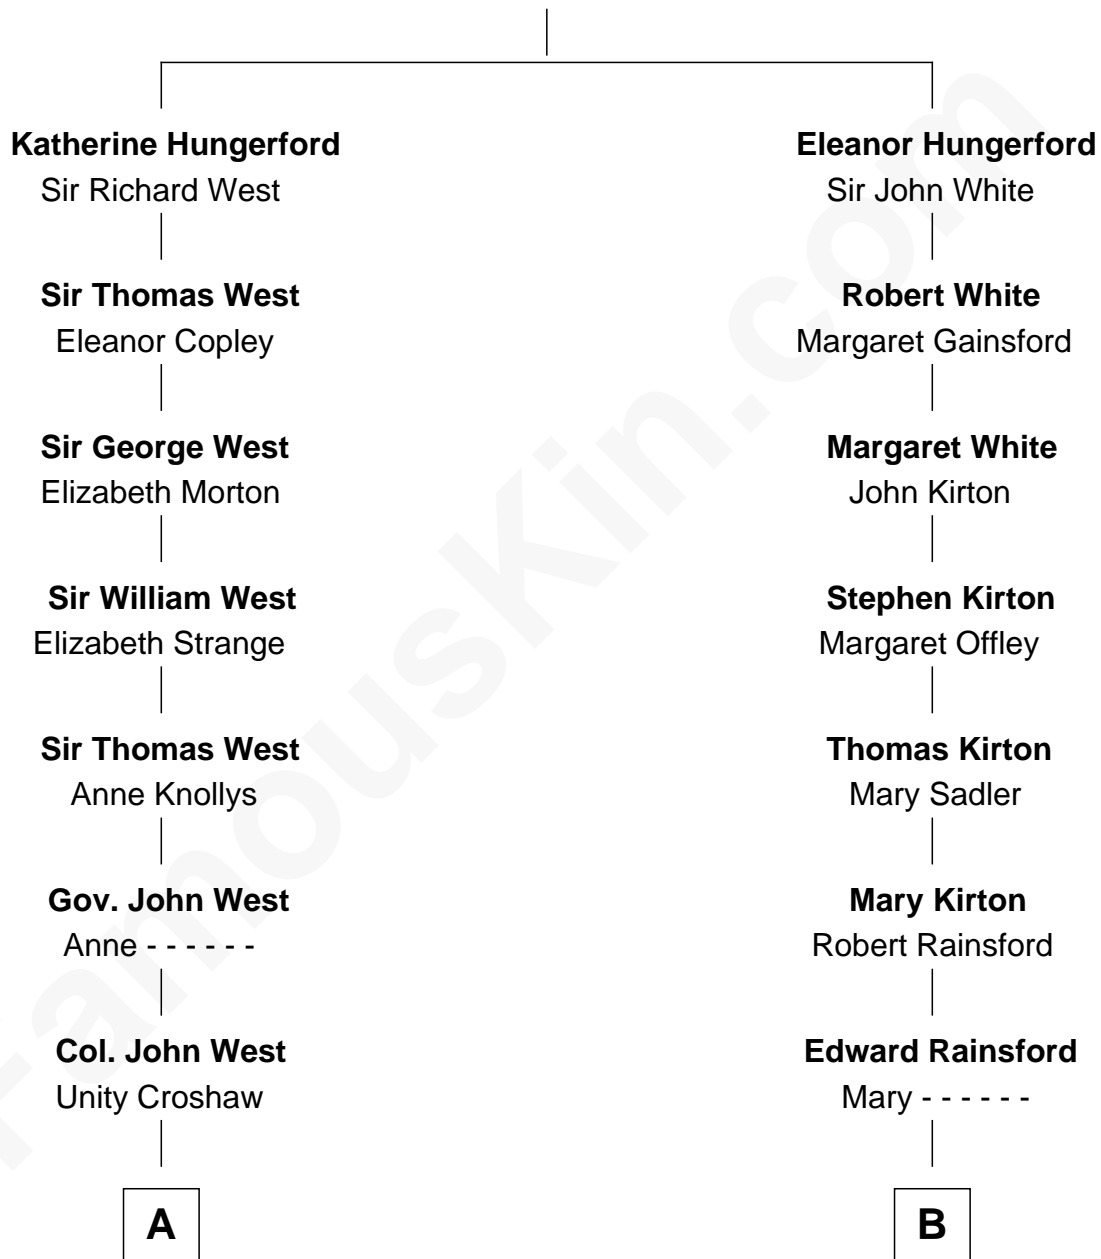 Katherine Hungerford
Sir Richard West
Eleanor Hungerford
Sir John White
Sir Thomas West
Eleanor Copley
Robert White
Margaret Gainsford
Sir George West
Elizabeth Morton
Margaret White
John Kirton
Sir William West
Elizabeth Strange
Stephen Kirton
Margaret Offley
Sir Thomas West
Anne Knollys
Thomas Kirton
Mary Sadler
Gov. John West
Anne - - - - - -
Mary Kirton
Robert Rainsford
Col. John West
Unity Croshaw
Edward Rainsford
Mary - - - - - -
A
B
FamousKin.com